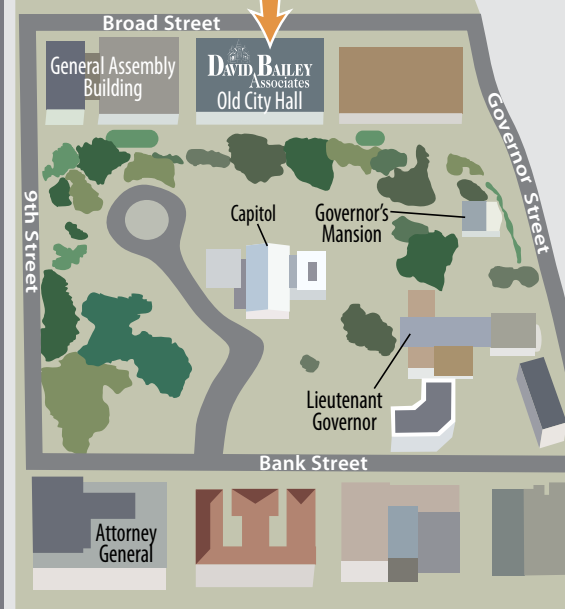 Broad Street
General Assembly
Building
DAVID BAILEY
Associates
Old City Hall
Governor Street
9th Street
Capitol
Governor's
Mansion
Lieutenant
Governor
Bank Street
Attorney
General